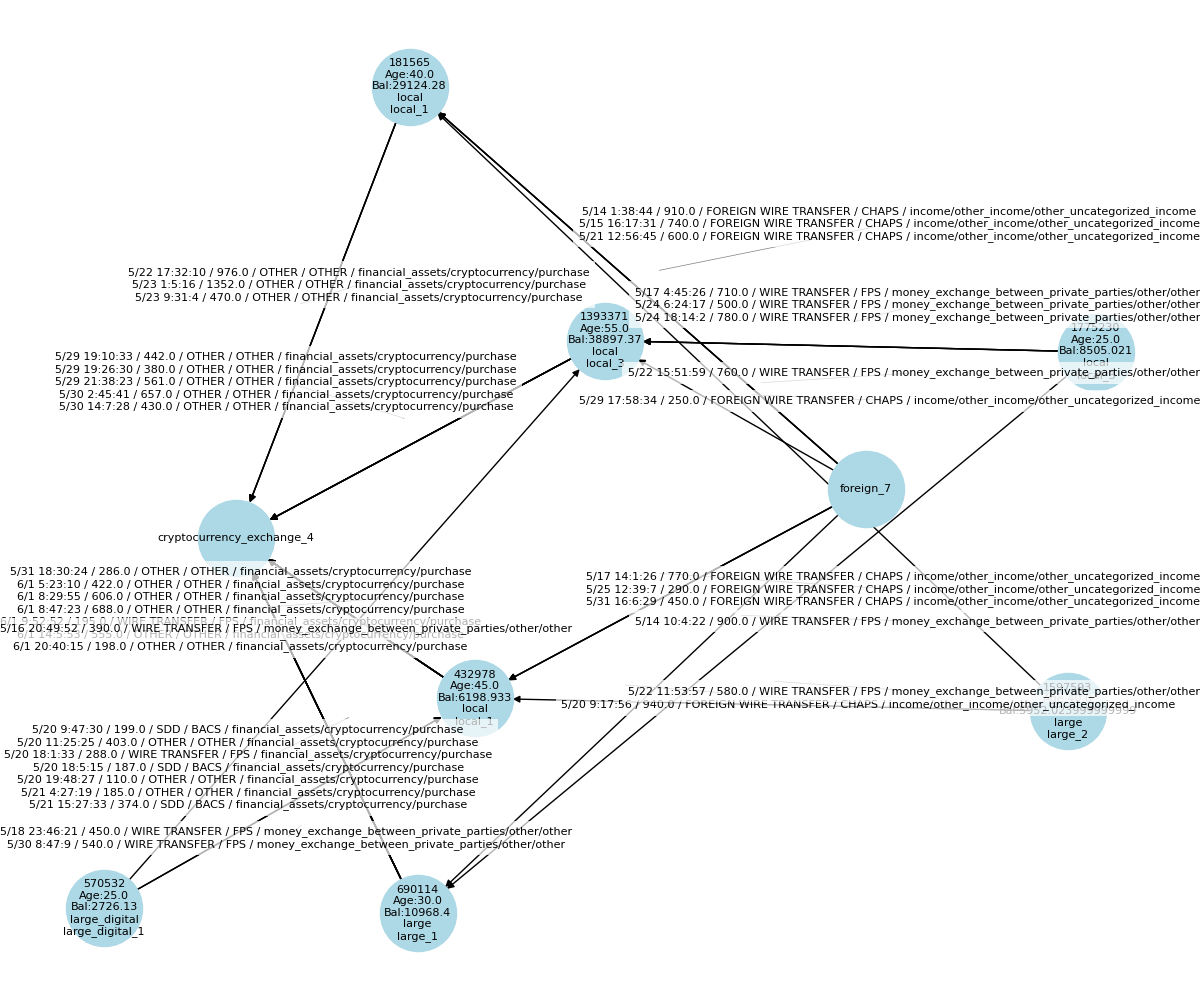 181565
Age:40.0
Bal:29124.28
local
local_1
5/14 1:38:44 / 910.0 / FOREIGN WIRE TRANSFER / CHAPS / income/other_income/other_uncategorized_income
5/15 16:17:31 / 740.0 / FOREIGN WIRE TRANSFER / CHAPS / income/other_income/other_uncategorized_income
5/21 12:56:45 / 600.0 / FOREIGN WIRE TRANSFER / CHAPS / income/other_income/other_uncategorized_income
5/22 17:32:10 / 976.0 / OTHER / OTHER / financial_assets/cryptocurrency/purchase
5/23 1:5:16 / 1352.0 / OTHER / OTHER / financial_assets/cryptocurrency/purchase
5/23 9:31:4 / 470.0 / OTHER / OTHER / financial_assets/cryptocurrency/purchase
5/17 4:45:26 / 710.0 / WIRE TRANSFER / FPS / money_exchange_between_private_parties/other/other
5/24 6:24:17 / 500.0 / WIRE TRANSFER / FPS / money_exchange_between_private_parties/other/other
5/24 18:14:2 / 780.0 / WIRE TRANSFER / FPS / money_exchange_between_private_parties/other/other
1393371
Age:55.0
Bal:38897.37
local
local_3
1775230
Age:25.0
Bal:8505.021
local
5/29 19:10:33 / 442.0 / OTHER / OTHER / financial_assets/cryptocurrency/purchase
5/29 19:26:30 / 380.0 / OTHER / OTHER / financial_assets/cryptocurrency/purchase
5/29 21:38:23 / 561.0 / OTHER / OTHER / financial_assets/cryptocurrency/purchase
5/30 2:45:41 / 657.0 / OTHER / OTHER / financial_assets/cryptocurrency/purchase
5/30 14:7:28 / 430.0 / OTHER / OTHER / financial_assets/cryptocurrency/purchase
5/22 15:51:59 / 760.0 / WIRE TRANSFER / FPS / money_exchange_between_private_parties/other/other
5/29 17:58:34 / 250.0 / FOREIGN WIRE TRANSFER / CHAPS / income/other_income/other_uncategorized_income
foreign_7
cryptocurrency_exchange_4
5/31 18:30:24 / 286.0 / OTHER / OTHER / financial_assets/cryptocurrency/purchase
6/1 5:23:10 / 422.0 / OTHER / OTHER / financial_assets/cryptocurrency/purchase
6/1 8:29:55 / 606.0 / OTHER / OTHER / financial_assets/cryptocurrency/purchase
6/1 8:47:23 / 688.0 / OTHER / OTHER / financial_assets/cryptocurrency/purchase
6/1 9:52:52 / 195.0 / WIRE TRANSFER / FPS / financial_assets/cryptocurrency/purchase
5/16 20:49:52 / 390.0 / WIRE TRANSFER / FPS / money_exchange_between_private_parties/other/other
6/1 14:5:53 / 555.0 / OTHER / OTHER / financial_assets/cryptocurrency/purchase
6/1 20:40:15 / 198.0 / OTHER / OTHER / financial_assets/cryptocurrency/purchase
5/17 14:1:26 / 770.0 / FOREIGN WIRE TRANSFER / CHAPS / income/other_income/other_uncategorized_income
5/25 12:39:7 / 290.0 / FOREIGN WIRE TRANSFER / CHAPS / income/other_income/other_uncategorized_income
5/31 16:6:29 / 450.0 / FOREIGN WIRE TRANSFER / CHAPS / income/other_income/other_uncategorized_income
5/14 10:4:22 / 900.0 / WIRE TRANSFER / FPS / money_exchange_between_private_parties/other/other
432978
Age:45.0
Bal:6198.933
local
local_1
1597593
5/22 11:53:57 / 580.0 / WIRE TRANSFER / FPS / money_exchange_between_private_parties/other/other
5/20 9:17:56 / 940.0 / FOREIGN WIRE TRANSFER / CHAPS / income/other_income/other_uncategorized_income
large
large_2
5/20 9:47:30 / 199.0 / SDD / BACS / financial_assets/cryptocurrency/purchase
5/20 11:25:25 / 403.0 / OTHER / OTHER / financial_assets/cryptocurrency/purchase
5/20 18:1:33 / 288.0 / WIRE TRANSFER / FPS / financial_assets/cryptocurrency/purchase
5/20 18:5:15 / 187.0 / SDD / BACS / financial_assets/cryptocurrency/purchase
5/20 19:48:27 / 110.0 / OTHER / OTHER / financial_assets/cryptocurrency/purchase
5/21 4:27:19 / 185.0 / OTHER / OTHER / financial_assets/cryptocurrency/purchase
5/21 15:27:33 / 374.0 / SDD / BACS / financial_assets/cryptocurrency/purchase
5/18 23:46:21 / 450.0 / WIRE TRANSFER / FPS / money_exchange_between_private_parties/other/other
5/30 8:47:9 / 540.0 / WIRE TRANSFER / FPS / money_exchange_between_private_parties/other/other
570532
Age:25.0
Bal:2726.13
large_digital
large_digital_1
690114
Age:30.0
Bal:10968.4
large
large_1